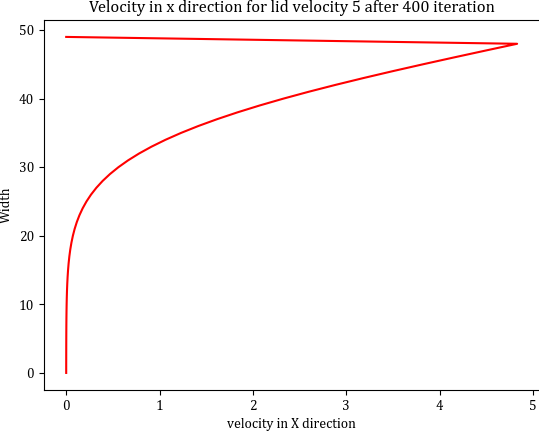 Velocity in x direction for lid velocity 5 after 400 iteration
50
40
30
20
10
0
Width
0 1 2 3 4 5
velocity in X direction